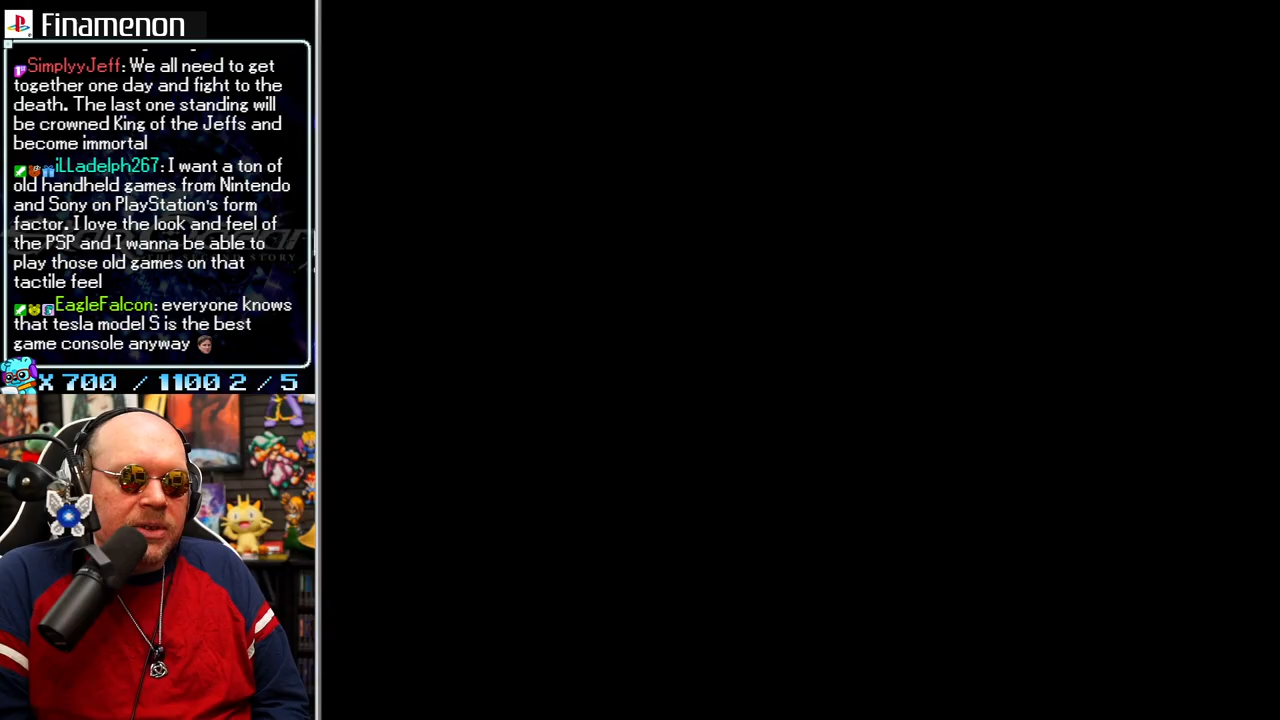 Finamenon
SimplyyJeff: We all need to get
together one day and fight to the
death. The last one standing will
be crowned King of the Jeffs and
become immortal
iLLadelph267: I want a ton of
old handheld games from Nintendo
and Sony on PlayStation's form
factor. I love the look and feel of
the PSP and I wanna be able to
play those old games on that
tactile feel
THE SECOND STORY
EagleFalcon: everyone knows
that tesla model S is the best
game console anyway
X 700 / 1100 2 / 5